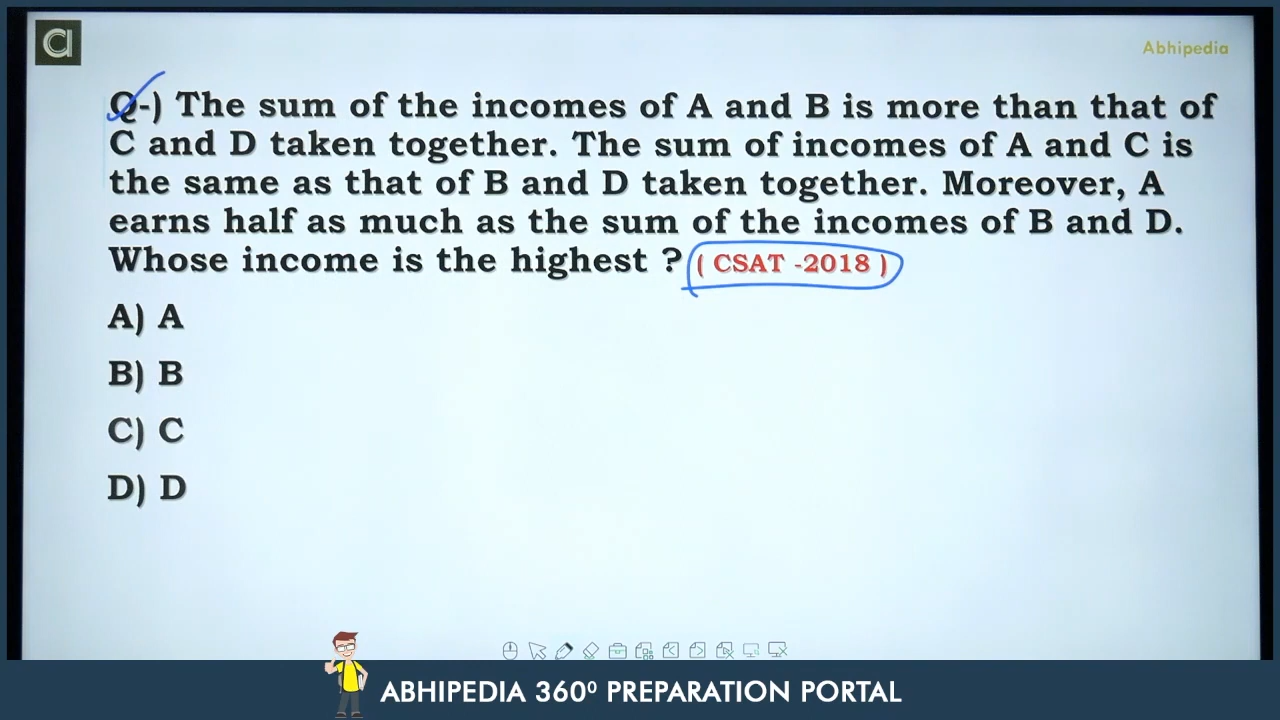 Abhipedia
Q-) The sum of the incomes of A and B is more than that of
C and D taken together. The sum of incomes of A and C is
the same as that of B and D taken together. Moreover, A
earns half as much as the sum of the incomes of B and D.
Whose income is the highest ? ( CSAT -2018 )
A) A
B) B
C) C
D) D
ABHIPEDIA 360⁰ PREPARATION PORTAL